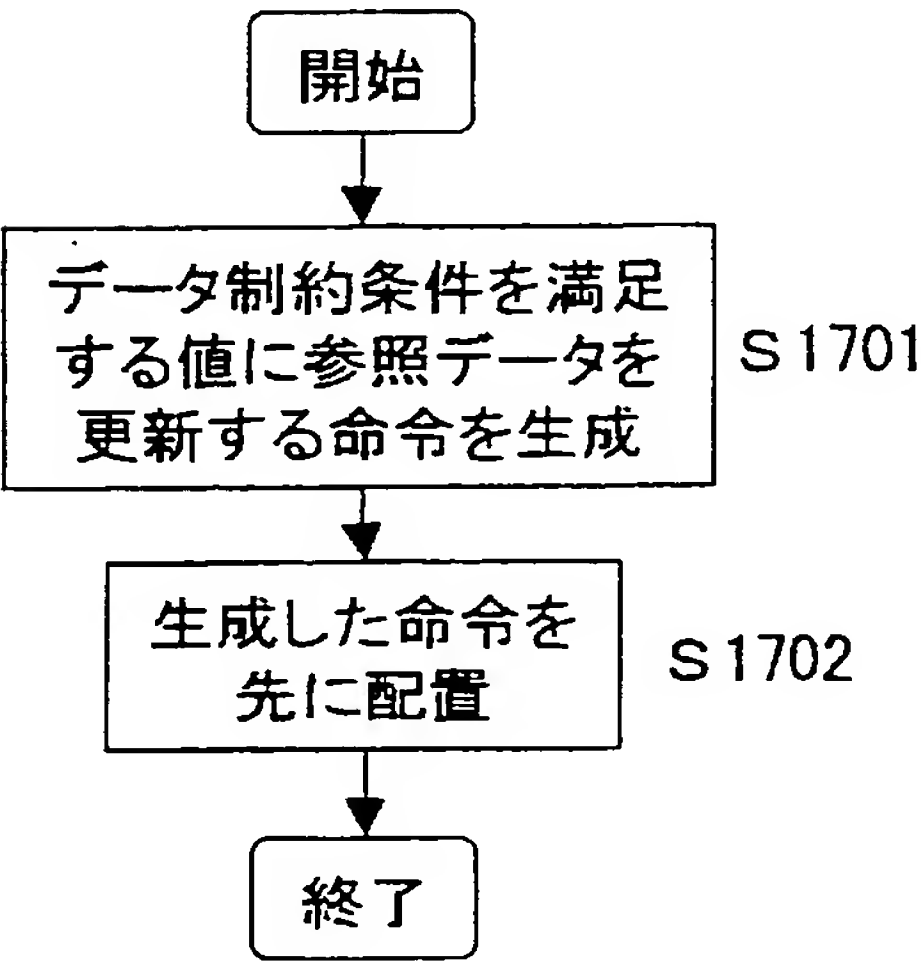 開始
データ制約条件を満足
する値に参照データを
更新する命令を生成
S1701
生成した命令を
先に配置
S1702
終了